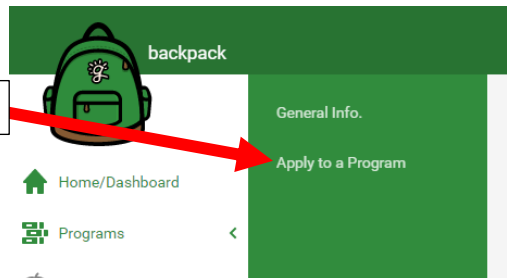 backpack
General Info.
Apply to a Program
Home/Dashboard
Programs